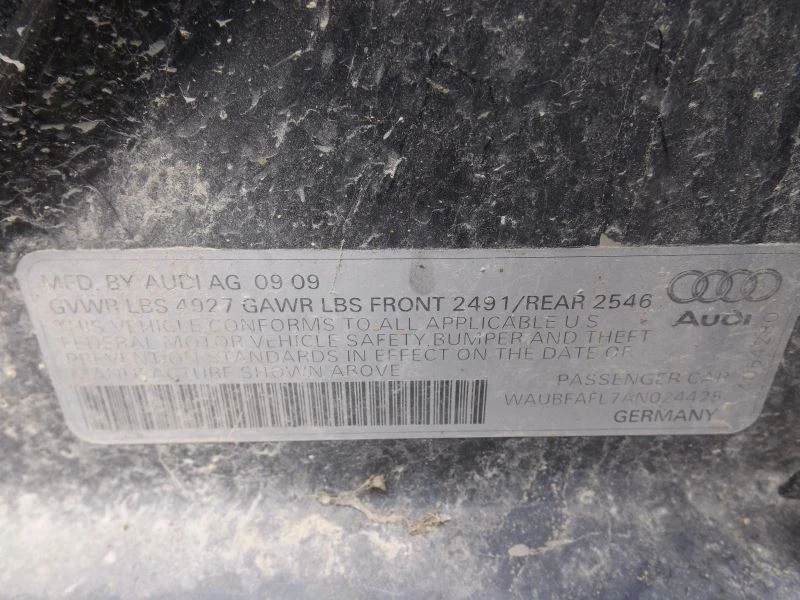 MFD. BY AUDI AG 09 09
GVWR LBS 4927 GAWR LBS FRONT 2491/REAR 2546
THIS VEHICLE CONFORMS TO ALL APPLICABLE U S
FEDERAL MOTOR VEHICLE SAFETY, BUMPER AND THEFT
PREVENTION STANDARDS IN EFFECT ON THE DATE OF
MANUFACTURE SHOWN ABOVE.
Audi
PASSENGER CAR
WAUBFAFL7AN024425
GERMANY